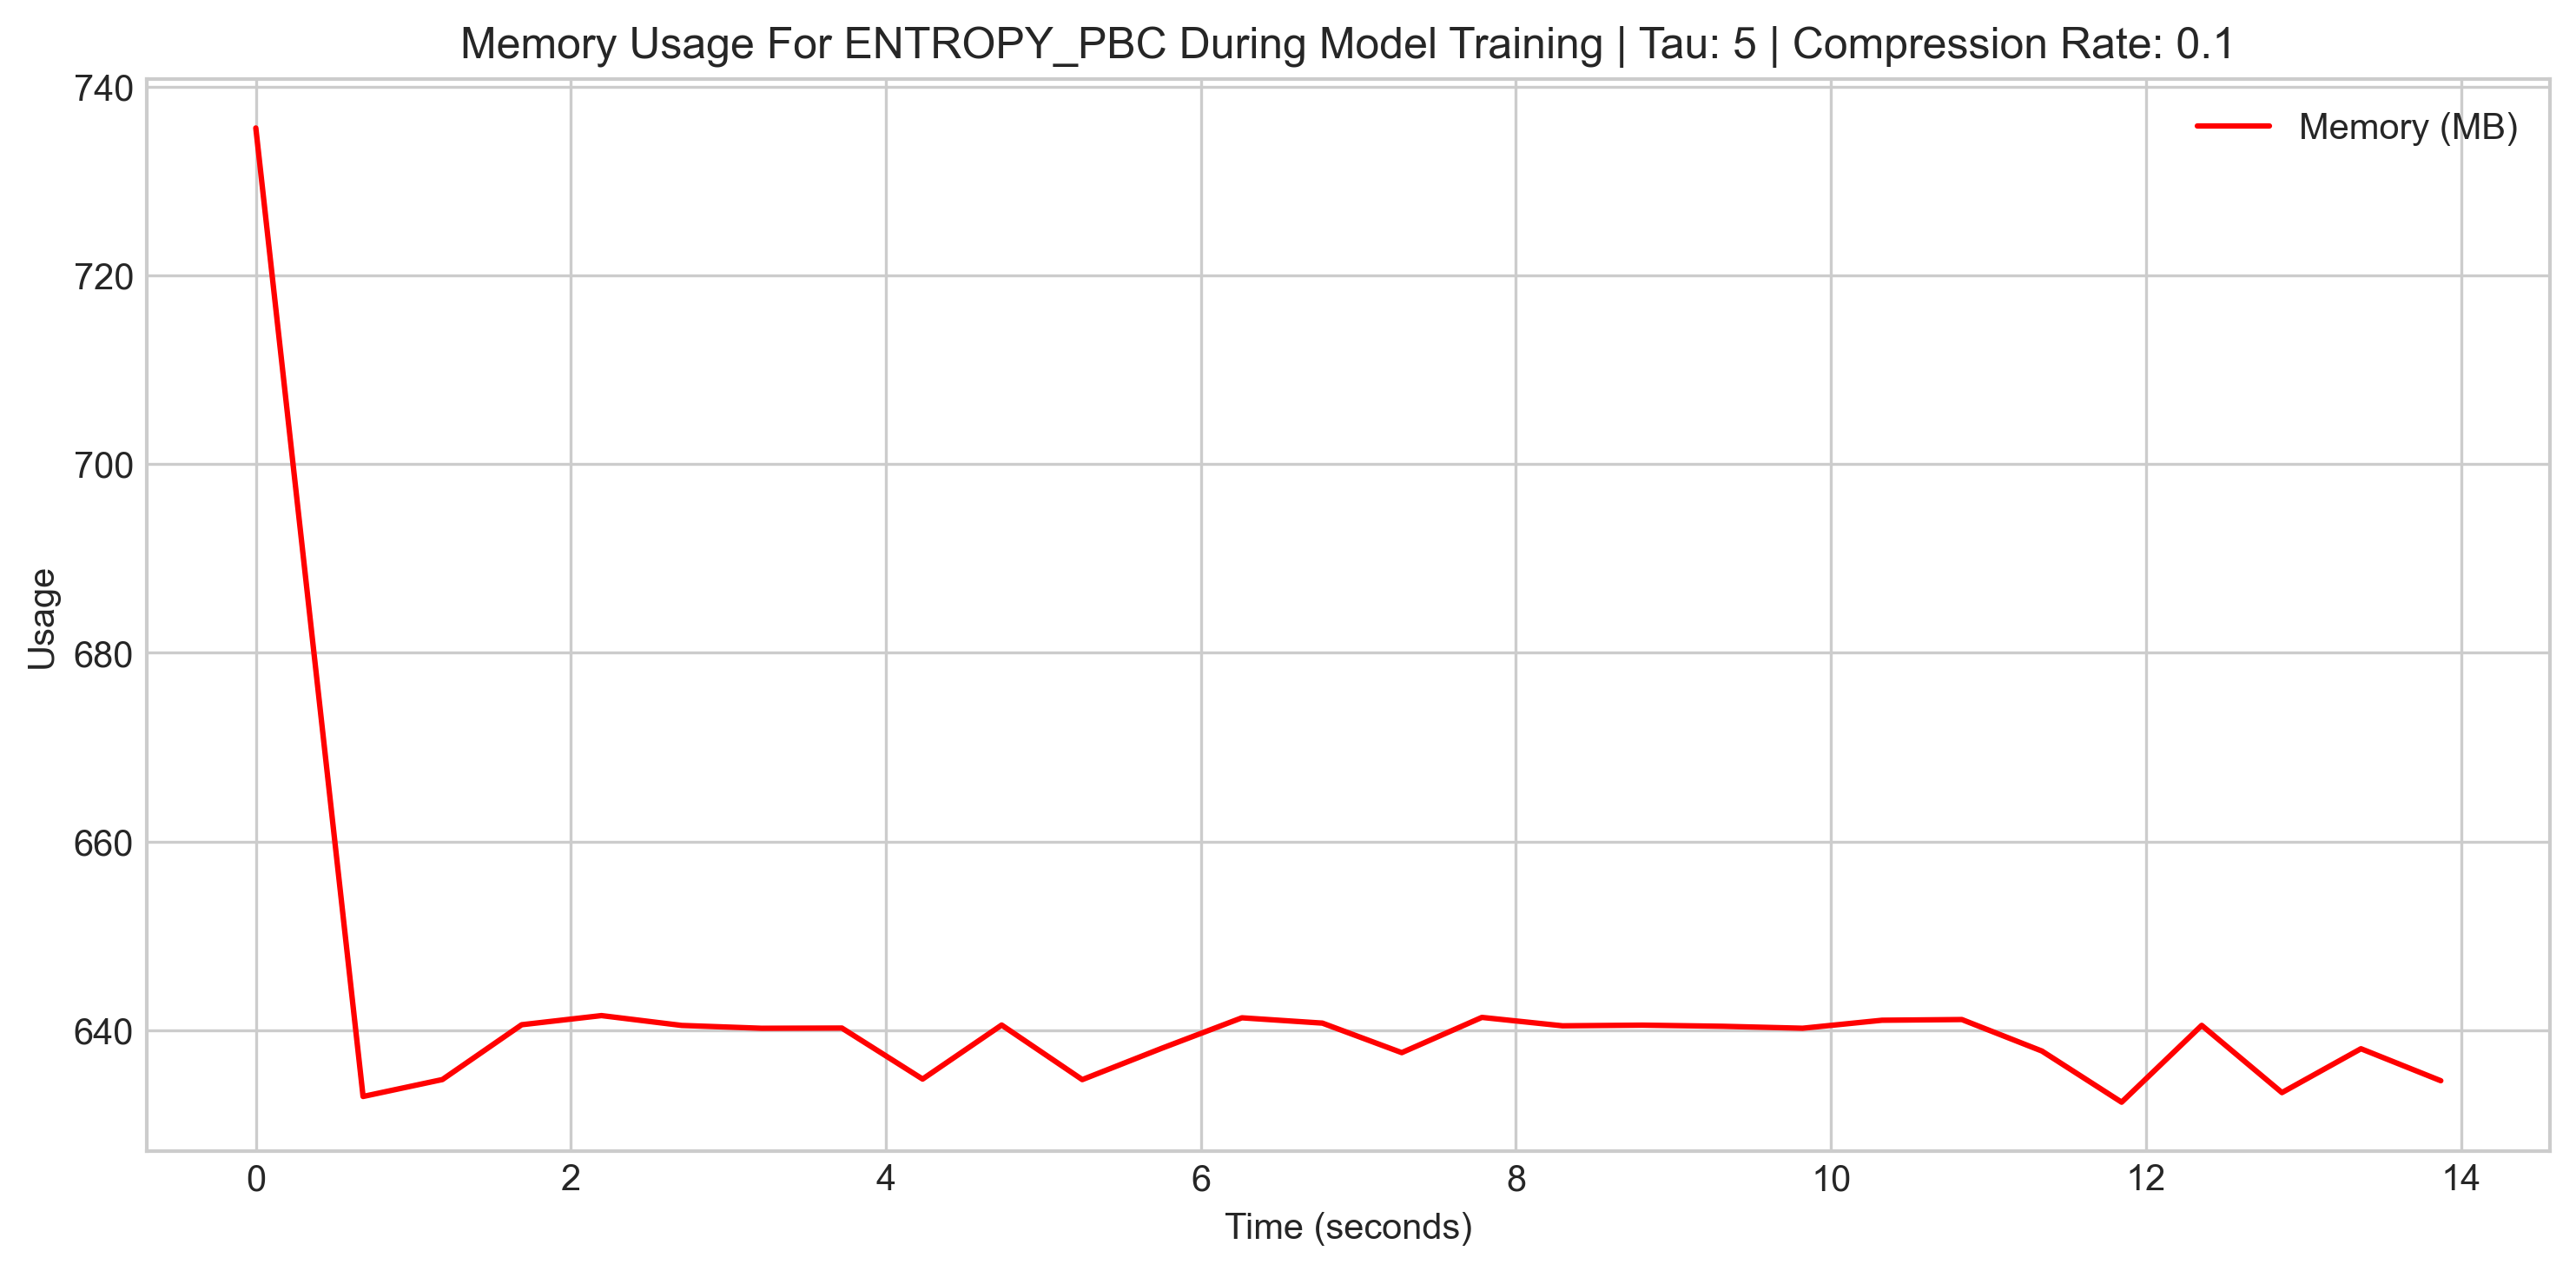 Memory Usage For ENTROPY_PBC During Model Training | Tau: 5 | Compression Rate: 0.1
Memory (MB)
740
720
700
680
660
640
Usage
0 2 4 6 8 10 12 14
Time (seconds)